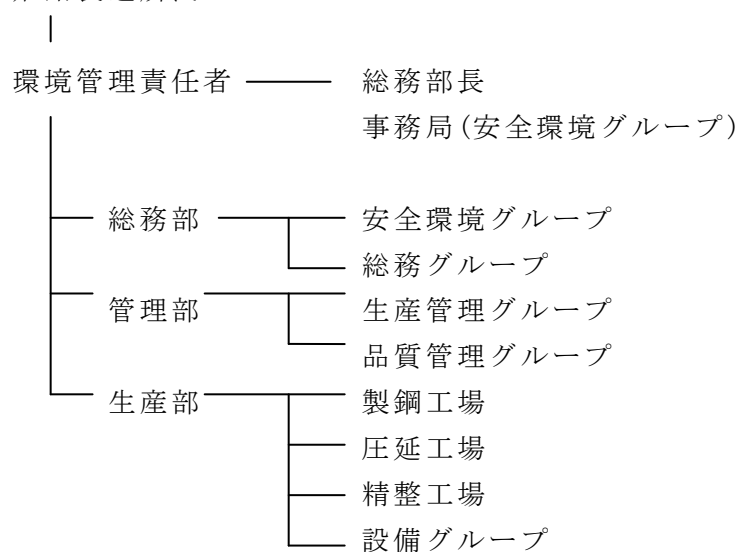 環境管理責任者 総務部長
事務局(安全環境グループ)
総務部 安全環境グループ
総務グループ
管理部 生産管理グループ
品質管理グループ
生産部 製鋼工場
圧延工場
精整工場
設備グループ